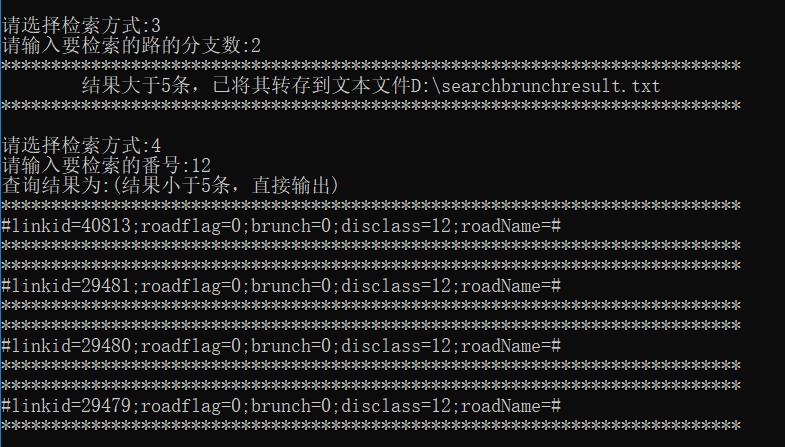 请选择检索方式:3
请输入要检索的路的分支数:2
**************************************************************************
结果大于5条，已将其转存到文本文件D:\searchbrunchresult.txt
**************************************************************************
请选择检索方式:4
请输入要检索的番号:12
查询结果为:(结果小于5条，直接输出)
**************************************************************************
#linkid=40813;roadflag=0;brunch=0;disclass=12;roadName=#
**************************************************************************
**************************************************************************
#linkid=29481;roadflag=0;brunch=0;disclass=12;roadName=#
**************************************************************************
**************************************************************************
#linkid=29480;roadflag=0;brunch=0;disclass=12;roadName=#
**************************************************************************
**************************************************************************
#linkid=29479;roadflag=0;brunch=0;disclass=12;roadName=#
**************************************************************************